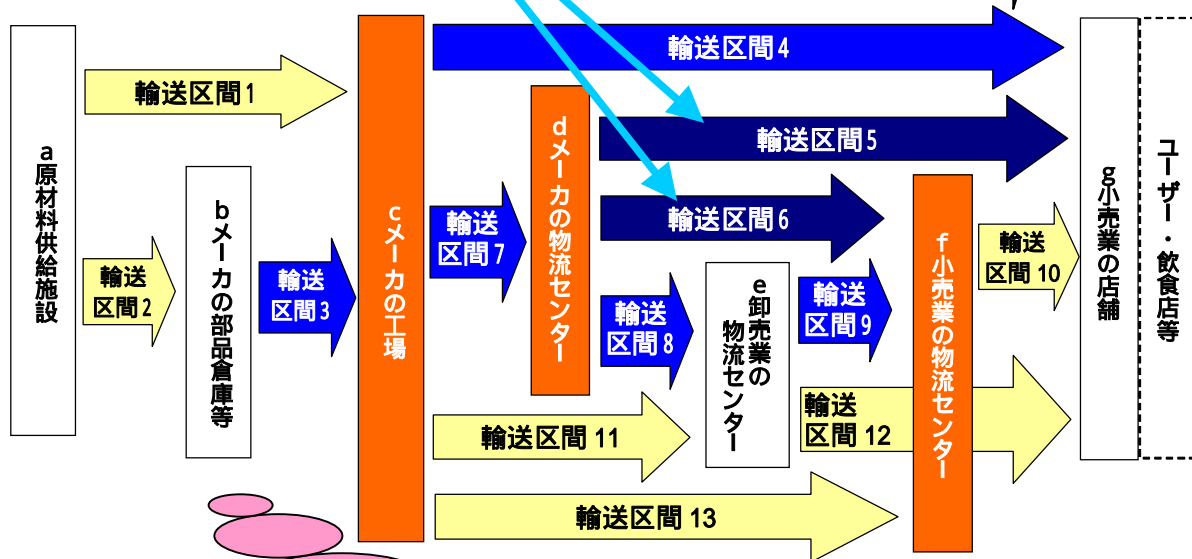 a原材料供給施設
輸送区間1
輸送
区間2
bメーカの部品倉庫等
輸送
区間3
cメーカの工場
輸送区間4
輸送
区間7
dメーカの物流センター
輸送区間5
輸送区間6
輸送
区間8
e卸売業の
物流センター
輸送
区間9
輸送区間 11
輸送
区間 12
輸送区間 13
f小売業の物流センター
輸送
区間 10
g小売業の店舗
ユーザー・飲食店等